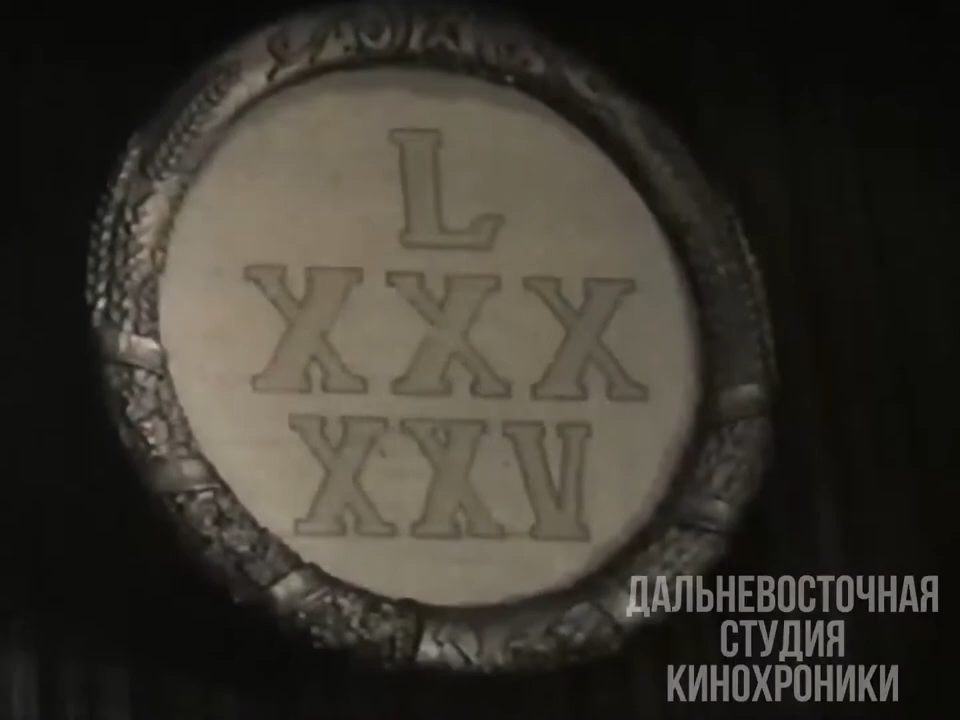 L
XXX
XXV
ДАЛЬНЕВОСТОЧНАЯ
СТУДИЯ
КИНОХРОНИКИ